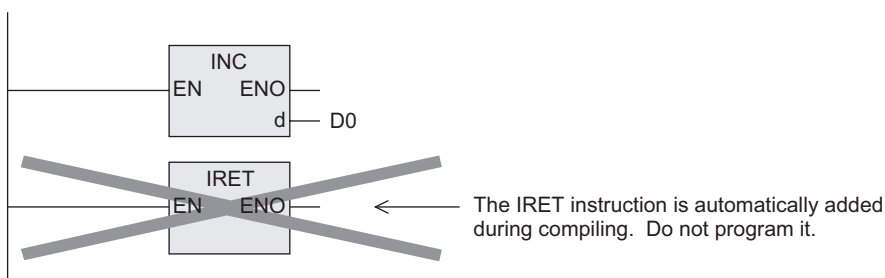 INC
EN ENO
d D0
IRET
EN ENO
The IRET instruction is automatically added
during compiling. Do not program it.